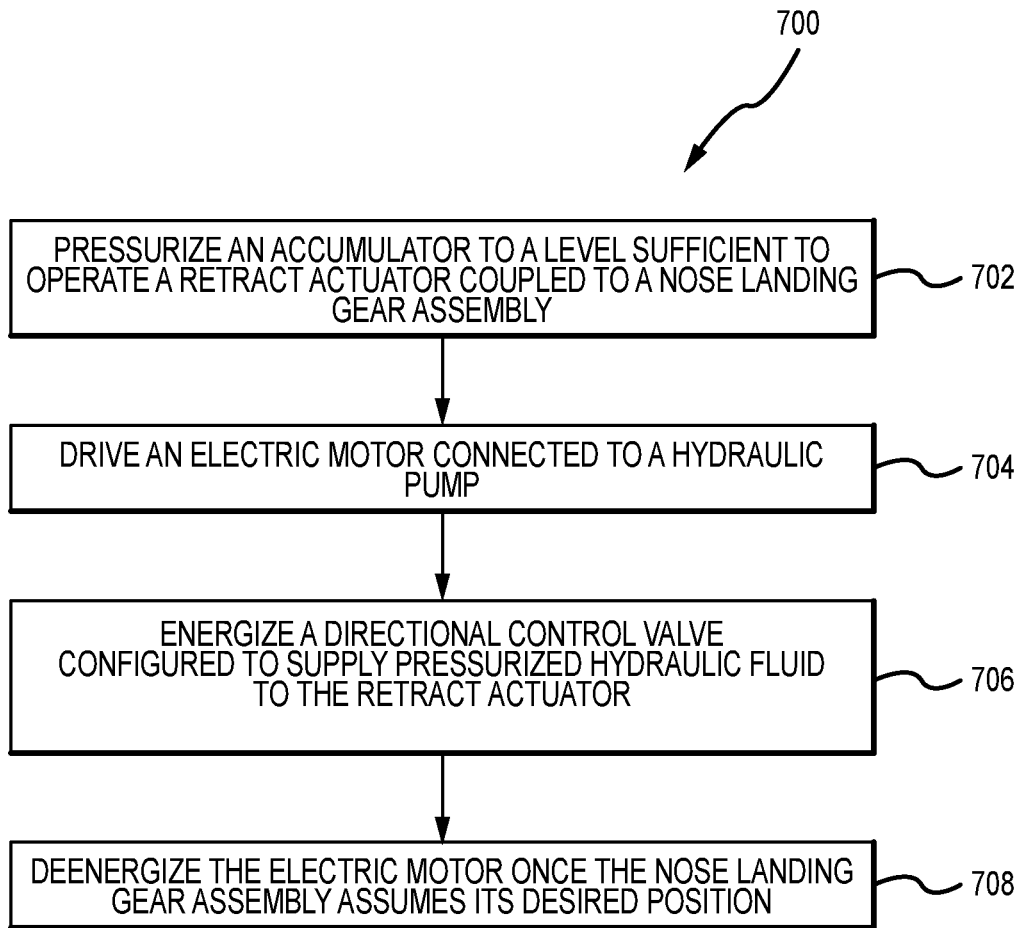 700
PRESSURIZE AN ACCUMULATOR TO A LEVEL SUFFICIENT TO
OPERATE A RETRACT ACTUATOR COUPLED TO A NOSE LANDING
GEAR ASSEMBLY
702
DRIVE AN ELECTRIC MOTOR CONNECTED TO A HYDRAULIC
PUMP
704
ENERGIZE A DIRECTIONAL CONTROL VALVE
CONFIGURED TO SUPPLY PRESSURIZED HYDRAULIC FLUID
TO THE RETRACT ACTUATOR
706
DEENERGIZE THE ELECTRIC MOTOR ONCE THE NOSE LANDING
GEAR ASSEMBLY ASSUMES ITS DESIRED POSITION
708